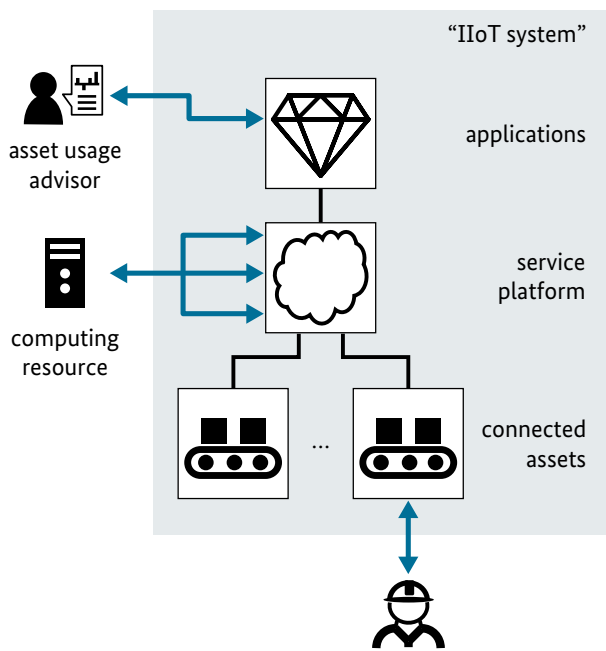 “IIoT system”
asset usage
advisor
applications
computing
resource
service
platform
...
connected
assets